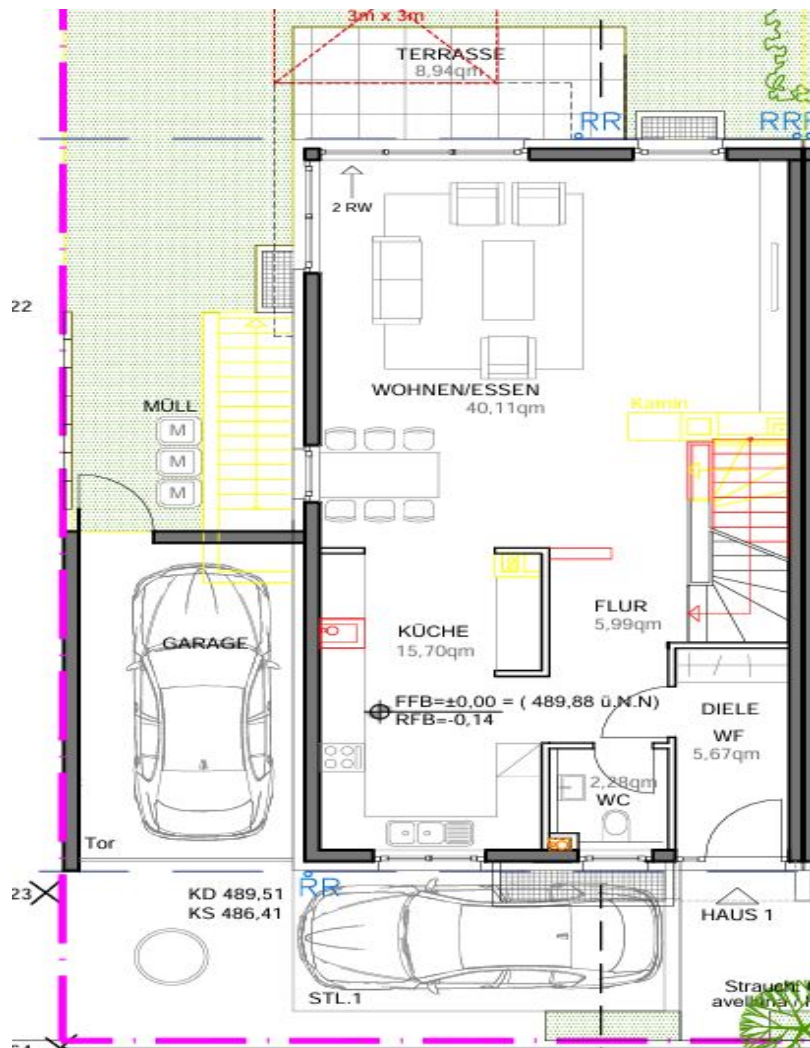 3m x 3m
TERRASSE
8,94qm
RR
RR
2 RW
22
WOHNEN/ESSEN
40,11qm
MÜLL
M
M
M
Kamin
FLUR
5,99qm
KÜCHE
15,70qm
GARAGE
FFB=±0,00 = ( 489,88 ü.N.N)
RFB=-0,14
DIELE
WF
5,67qm
2,28qm
WC
Tor
23
KD 489,51
KS 486,41
RR
HAUS 1
STL.1
Strauch